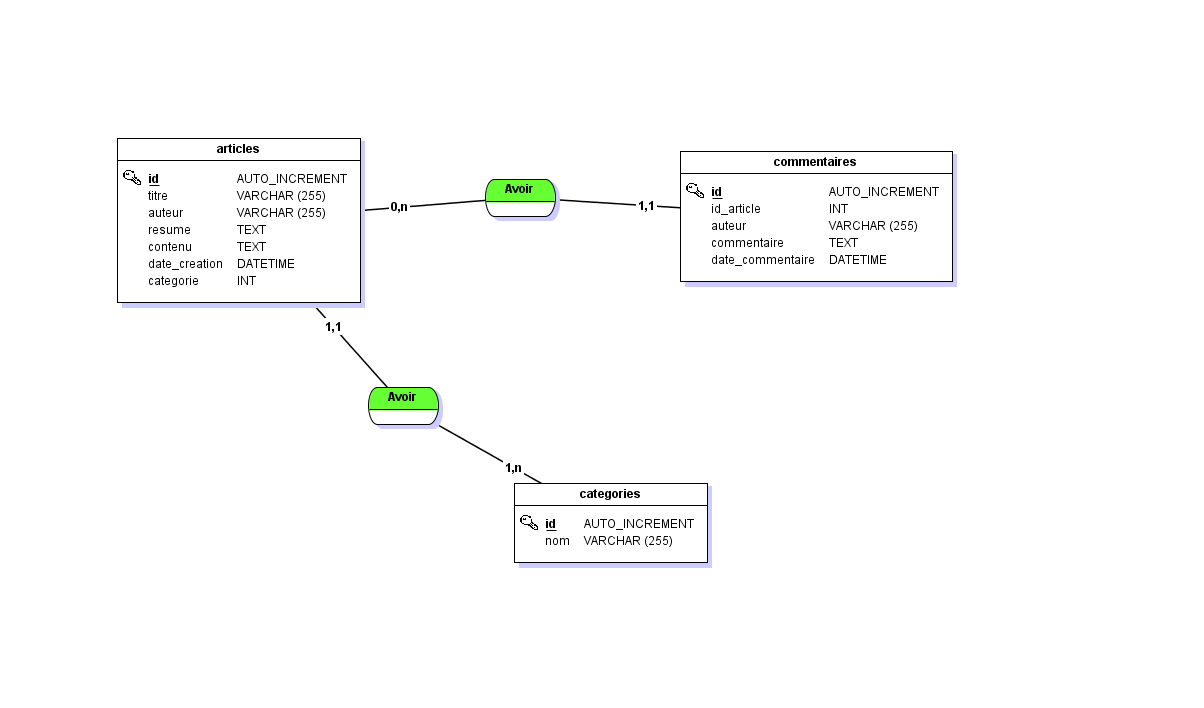 articles
id AUTO_INCREMENT
titre VARCHAR (255)
auteur VARCHAR (255)
resume TEXT
contenu TEXT
date_creation DATETIME
categorie INT
0,n
Avoir
1,1
commentaires
id AUTO_INCREMENT
id_article INT
auteur VARCHAR (255)
commentaire TEXT
date_commentaire DATETIME
1,1
Avoir
1,n
categories
id AUTO_INCREMENT
nom VARCHAR (255)